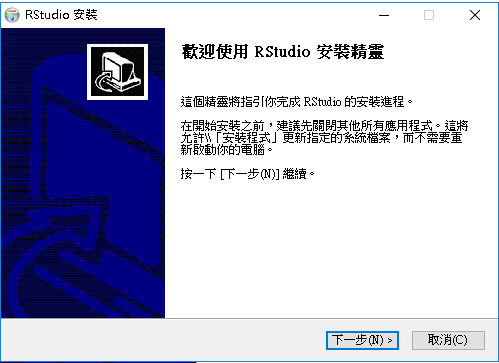 RStudio 安裝
歡迎使用 RStudio 安裝精靈
這個精靈將指引你完成 RStudio 的安裝進程。
在開始安裝之前，建議先關閉其他所有應用程式。這將
允許\「安裝程式」更新指定的系統檔案，而不需要重
新啟動你的電腦。
按一下 [下一步(N)] 繼續。
下一步(N) >
取消(C)